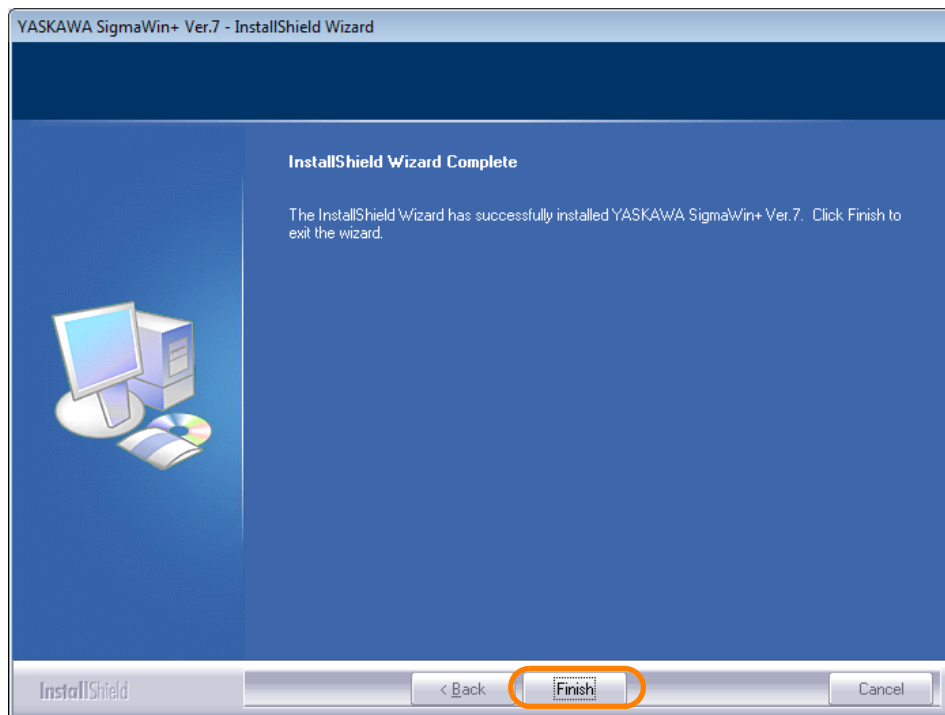 YASKAWA SigmaWin+ Ver.7 - InstallShield Wizard
InstallShield Wizard Complete
The InstallShield Wizard has successfully installed YASKAWA SigmaWin+ Ver.7.  Click Finish to
exit the wizard.
InstallShield
< Back
Finish
Cancel